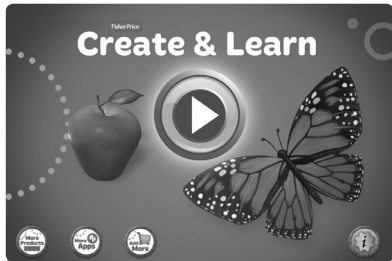 Fisher-Price
Create & Learn
More
Products
More
Apps
Add
More
i